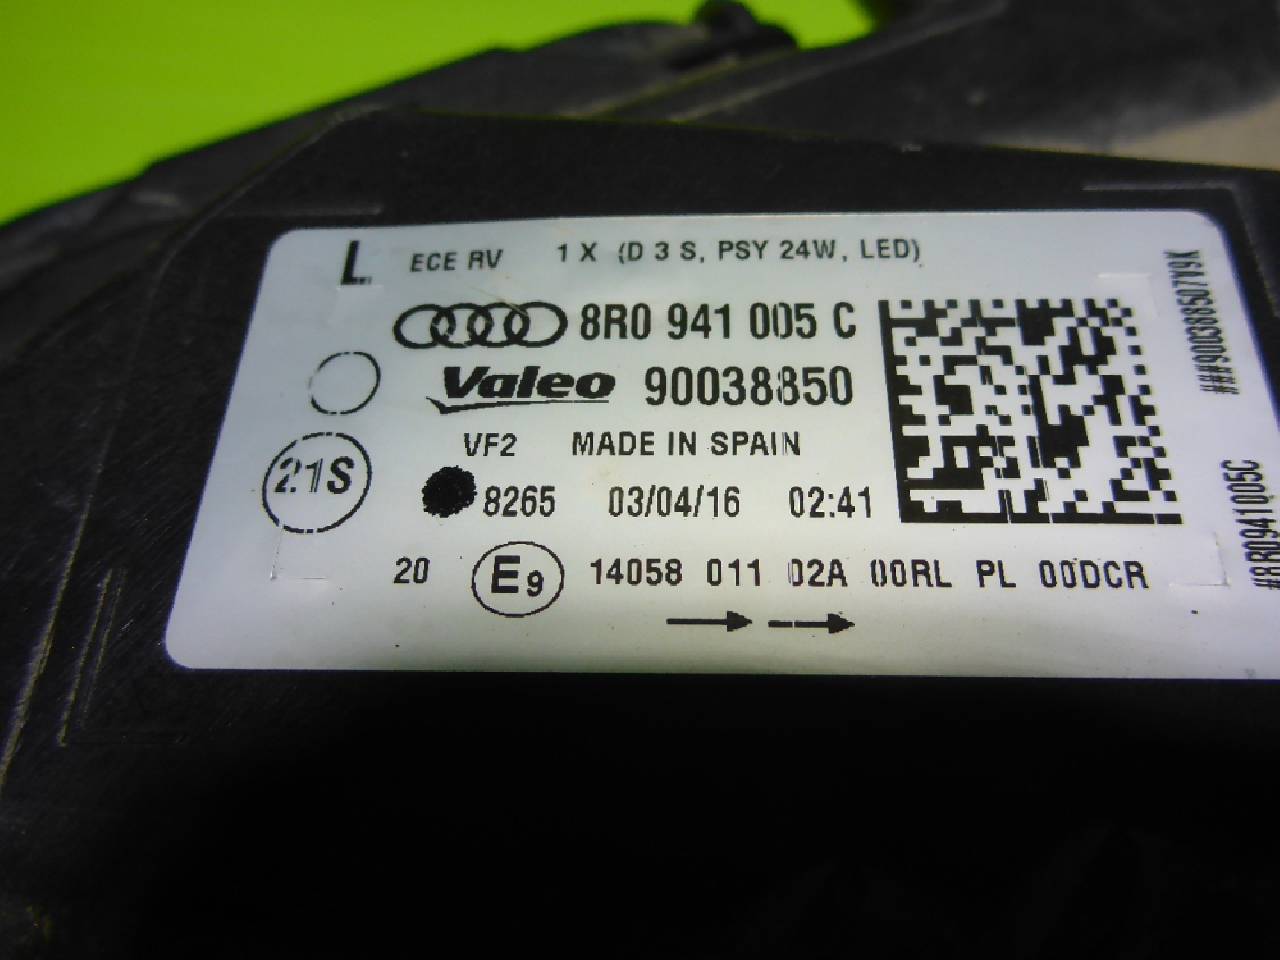 L ECE RV 1 X (D 3 S, PSY 24W, LED)
8R0 941 005 C
Valeo 90038850
VF2 MADE IN SPAIN
21S
8265 03/04/16 02:41
20 E9 14058 011 02A 00RL PL 00DCR
###900388507V9X
#8R0941005C